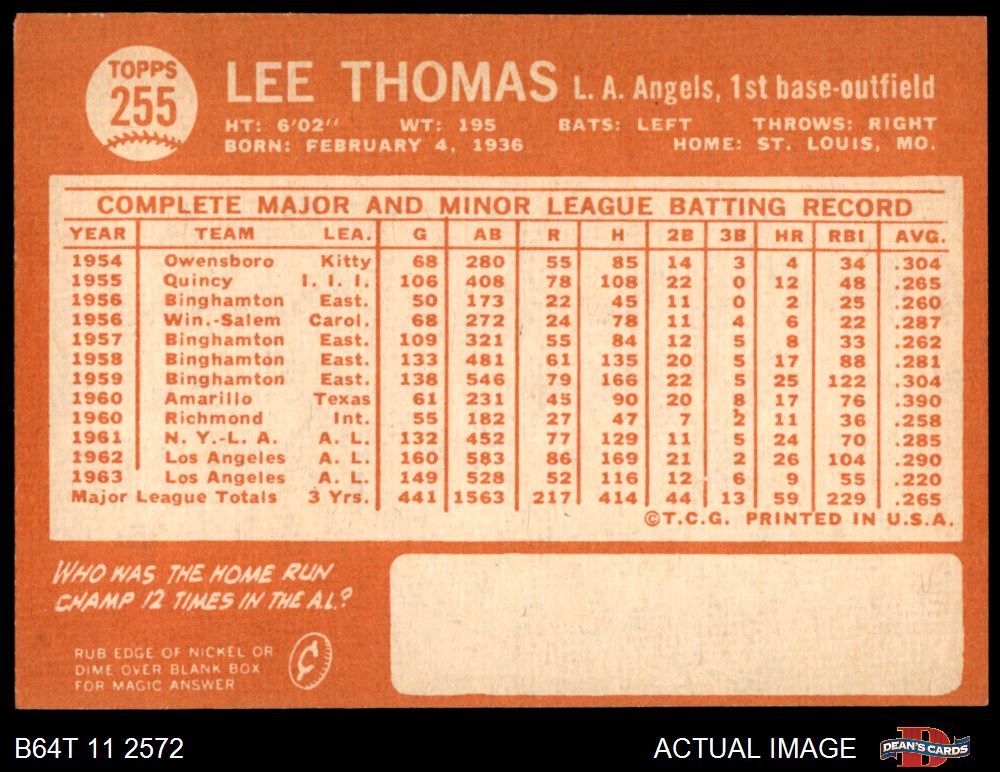 TOPPS
255
LEE THOMAS L. A. Angels, 1st base-outfield
HT: 6'02" WT: 195 BATS: LEFT THROWS: RIGHT
BORN: FEBRUARY 4, 1936 HOME: ST. LOUIS, MO.
COMPLETE MAJOR AND MINOR LEAGUE BATTING RECORD
YEAR TEAM LEA. G AB R H 2B 3B HR RBI AVG.
1954 Owensboro Kitty 68 280 55 85 14 3 4 34 .304
1955 Quincy I. I. I. 106 408 78 108 22 0 12 48 .265
1956 Binghamton East. 50 173 22 45 11 0 2 25 .260
1956 Win.-Salem Carol. 68 272 24 78 11 4 6 22 .287
1957 Binghamton East. 109 321 55 84 12 5 8 33 .262
1958 Binghamton East. 133 481 61 135 20 5 17 88 .281
1959 Binghamton East. 138 546 79 166 22 5 25 122 .304
1960 Amarillo Texas 61 231 45 90 20 8 17 76 .390
1960 Richmond Int. 55 182 27 47 7 2 11 36 .258
1961 N. Y.-L. A. A. L. 132 452 77 129 11 5 24 70 .285
1962 Los Angeles A. L. 160 583 86 169 21 2 26 104 .290
1963 Los Angeles A. L. 149 528 52 116 12 6 9 55 .220
Major League Totals 3 Yrs. 441 1563 217 414 44 13 59 229 .265
©T.C.G. PRINTED IN U.S.A.
WHO WAS THE HOME RUN
CHAMP 12 TIMES IN THE A.L.?
RUB EDGE OF NICKEL OR
DIME OVER BLANK BOX
FOR MAGIC ANSWER
B64T 11 2572 ACTUAL IMAGE DEAN'S CARDS